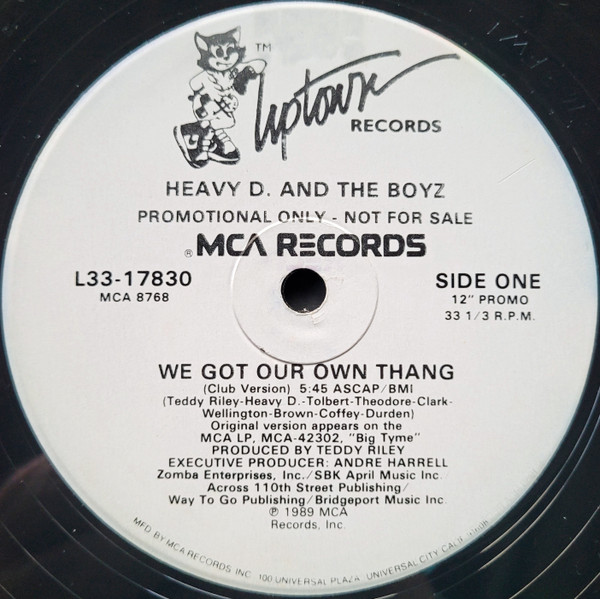 TM
Uptown
RECORDS
HEAVY D. AND THE BOYZ
PROMOTIONAL ONLY - NOT FOR SALE
® MCA RECORDS
L33-17830
MCA 8768
SIDE ONE
12" PROMO
33 1/3 R.P.M.
WE GOT OUR OWN THANG
(Club Version) 5:45 ASCAP/BMI
(Teddy Riley-Heavy D.-Tolbert-Theodore-Clark-
Wellington-Brown-Coffey-Durden)
Original version appears on the
MCA LP, MCA-42302, "Big Tyme"
PRODUCED BY TEDDY RILEY
EXECUTIVE PRODUCER: ANDRE HARRELL
Zomba Enterprises, Inc./SBK April Music Inc.
Across 110th Street Publishing/
Way To Go Publishing/Bridgeport Music Inc.
℗ 1989 MCA
Records, Inc.
MFD BY MCA RECORDS INC. 100 UNIVERSAL PLAZA, UNIVERSAL CITY, California